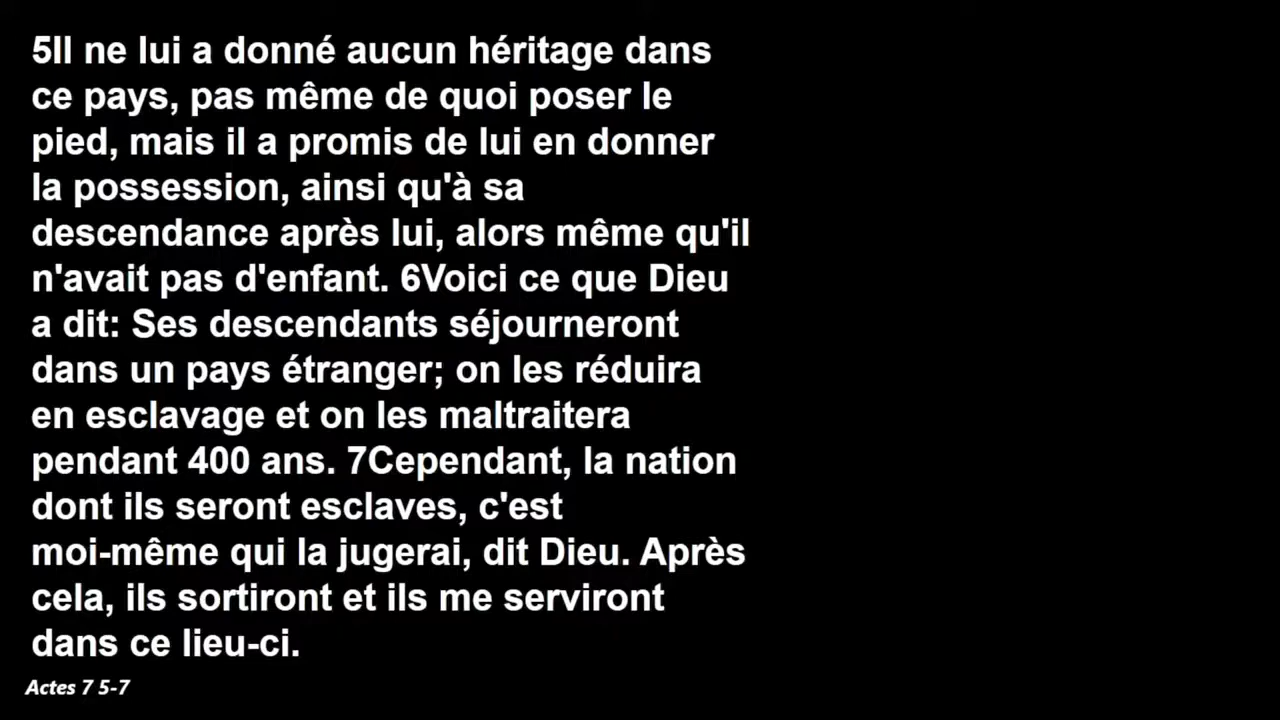 5Il ne lui a donné aucun héritage dans
ce pays, pas même de quoi poser le
pied, mais il a promis de lui en donner
la possession, ainsi qu'à sa
descendance après lui, alors même qu'il
n'avait pas d'enfant. 6Voici ce que Dieu
a dit: Ses descendants séjourneront
dans un pays étranger; on les réduira
en esclavage et on les maltraitera
pendant 400 ans. 7Cependant, la nation
dont ils seront esclaves, c'est
moi-même qui la jugerai, dit Dieu. Après
cela, ils sortiront et ils me serviront
dans ce lieu-ci.
Actes 7 5-7